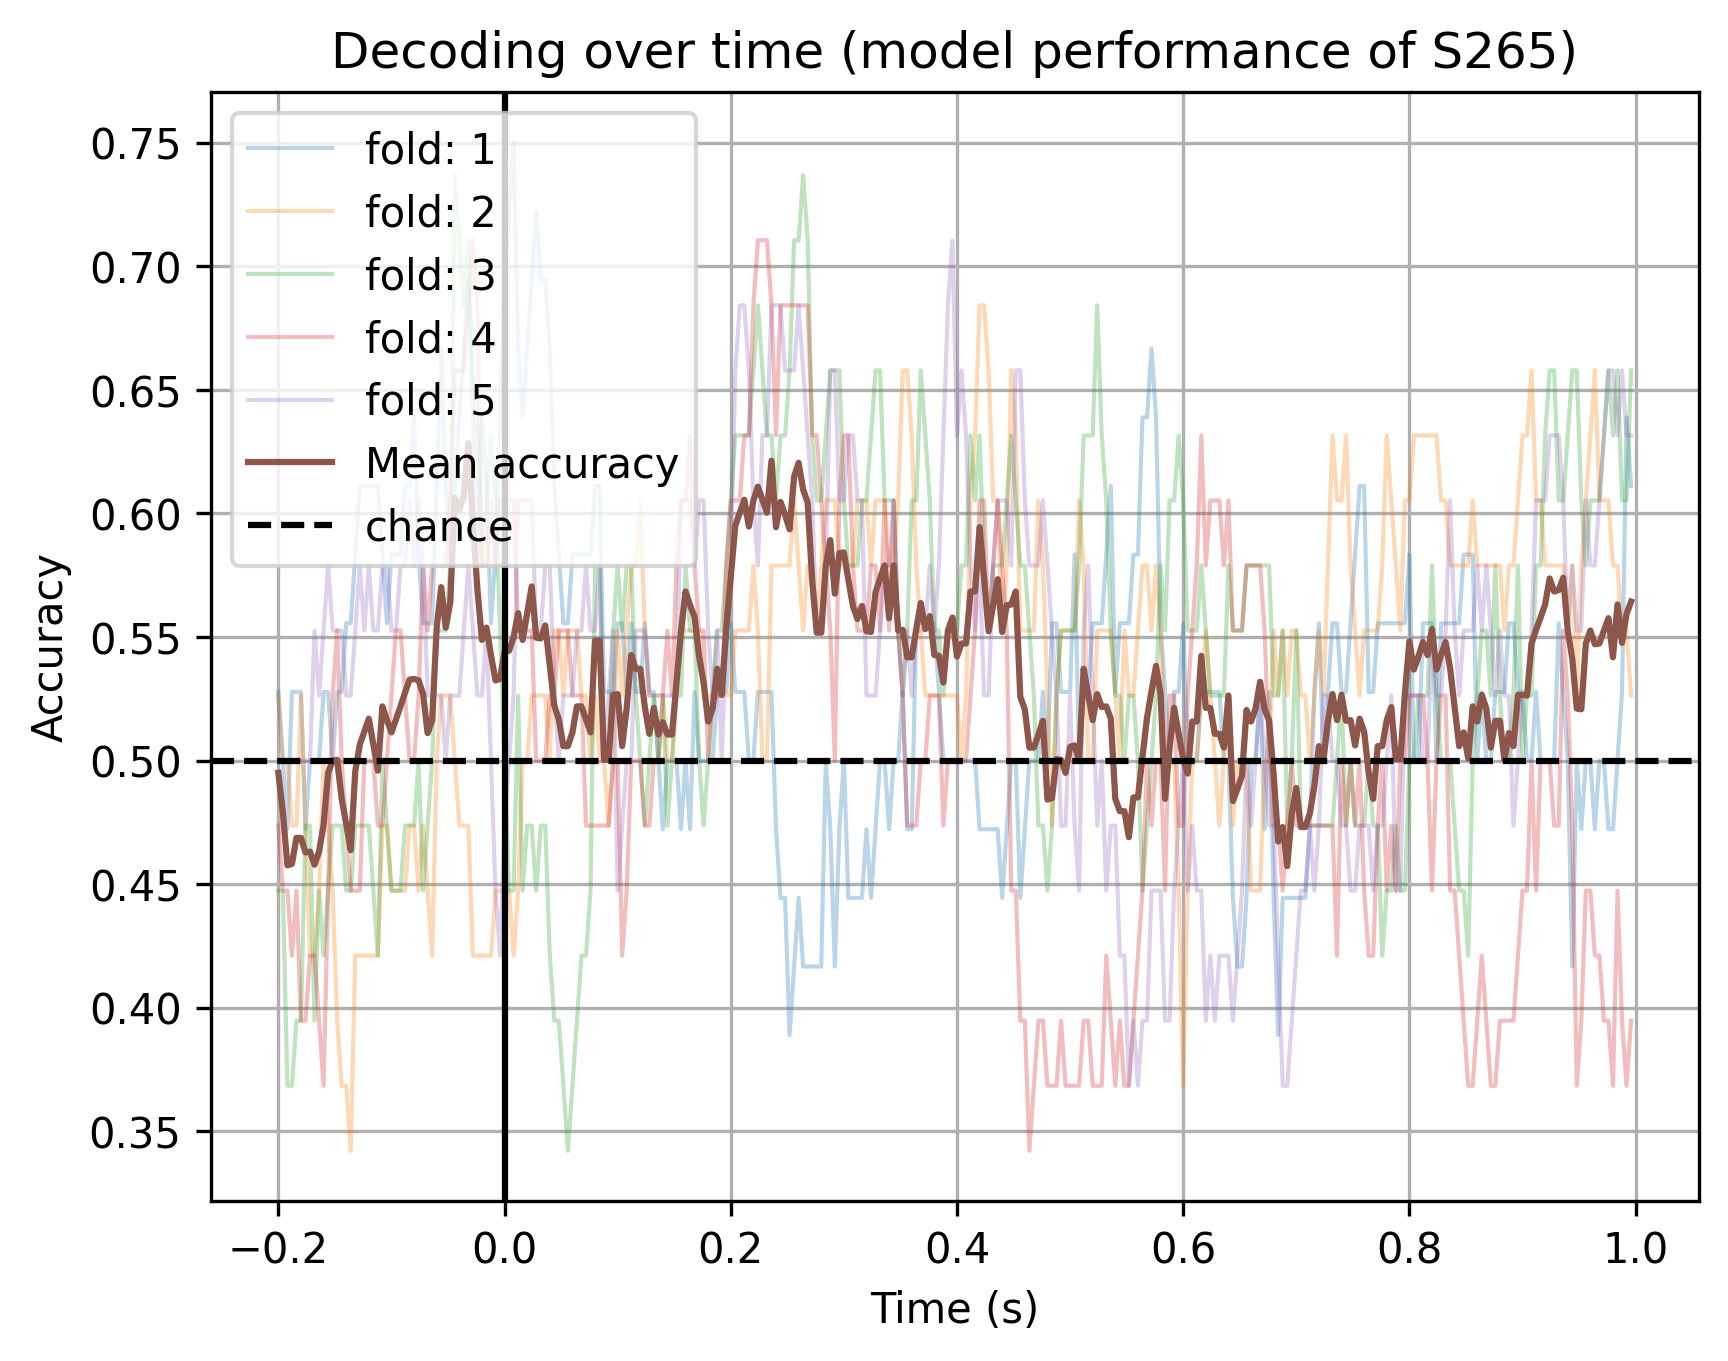 Decoding over time (model performance of S265)
0.75
0.70
0.65
0.60
0.55
0.50
0.45
0.40
0.35
Accuracy
fold: 1
fold: 2
fold: 3
fold: 4
fold: 5
Mean accuracy
chance
−0.2 0.0 0.2 0.4 0.6 0.8 1.0
Time (s)